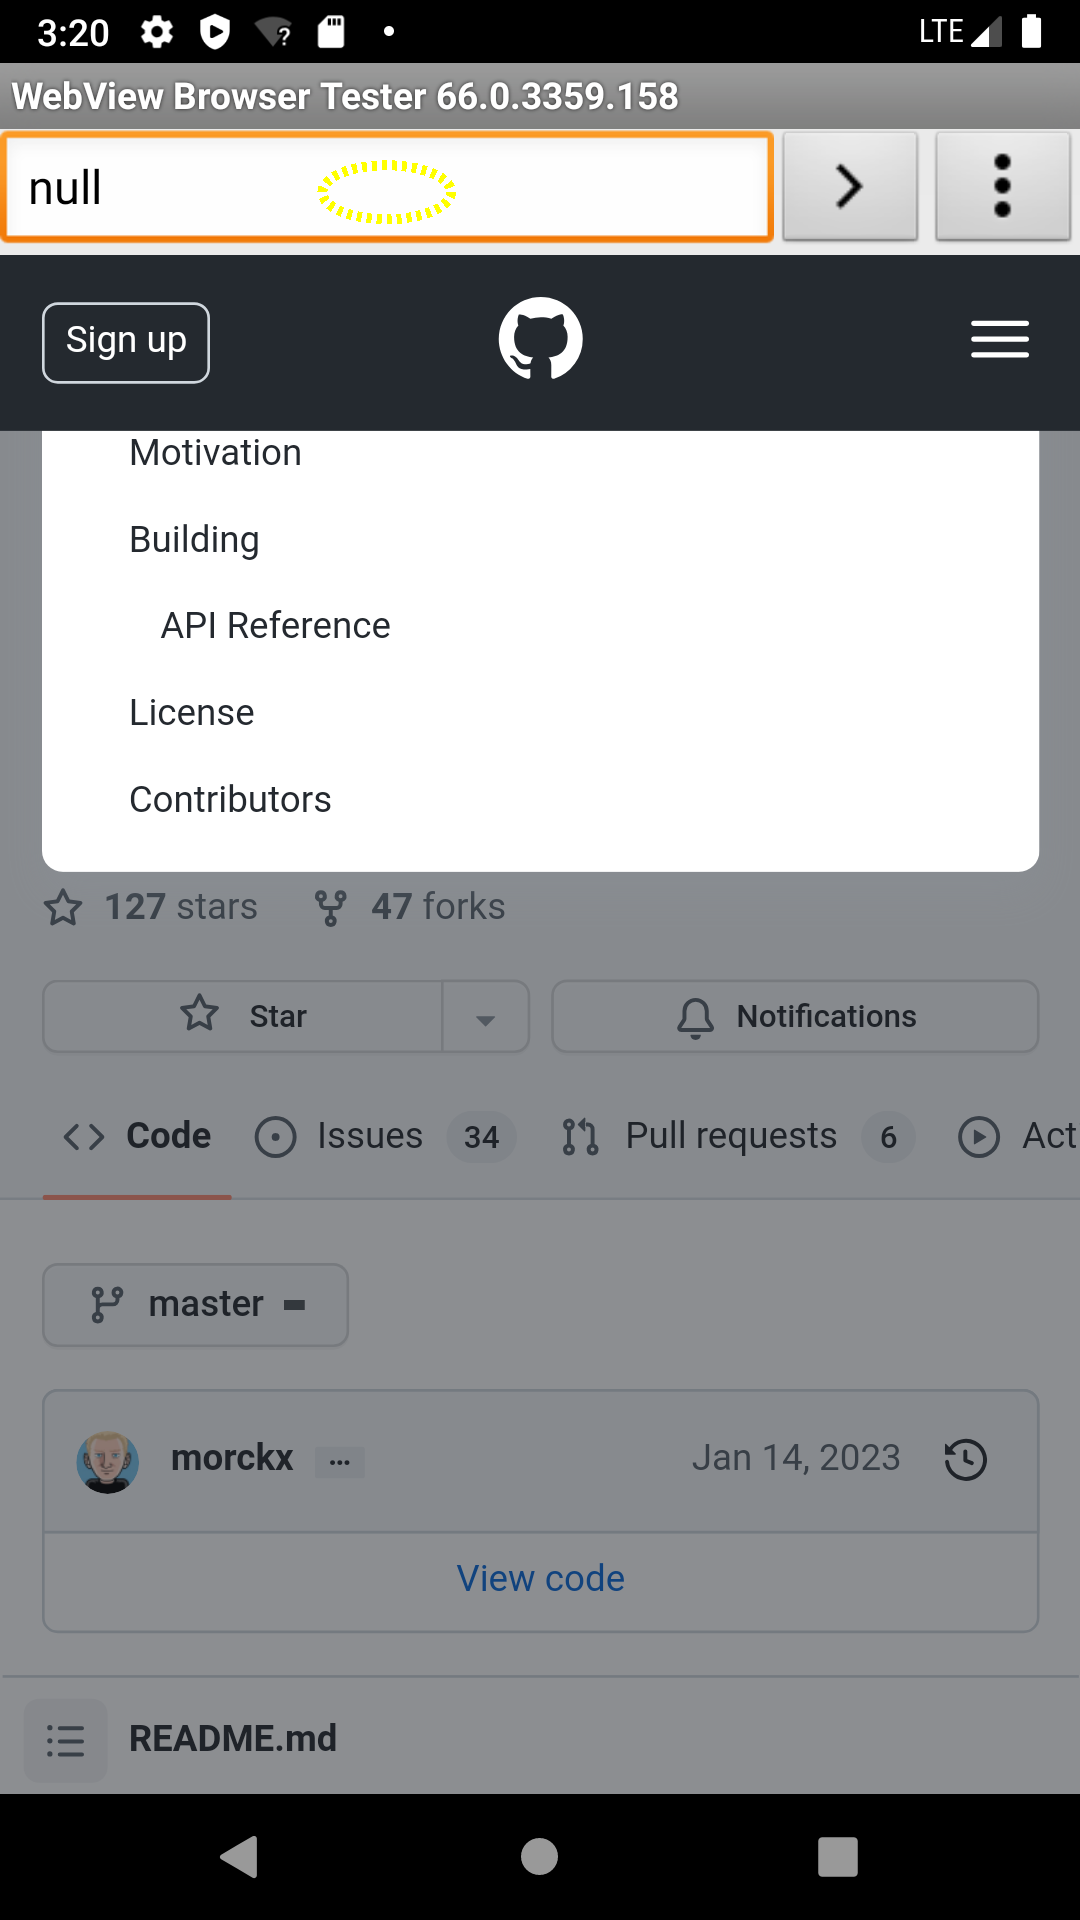 3:20
LTE
WebView Browser Tester 66.0.3359.158
null
Sign up
Motivation
Building
API Reference
License
Contributors
127 stars 47 forks
Star Notifications
Code Issues 34 Pull requests 6 Act
master
morckx ... Jan 14, 2023
View code
README.md